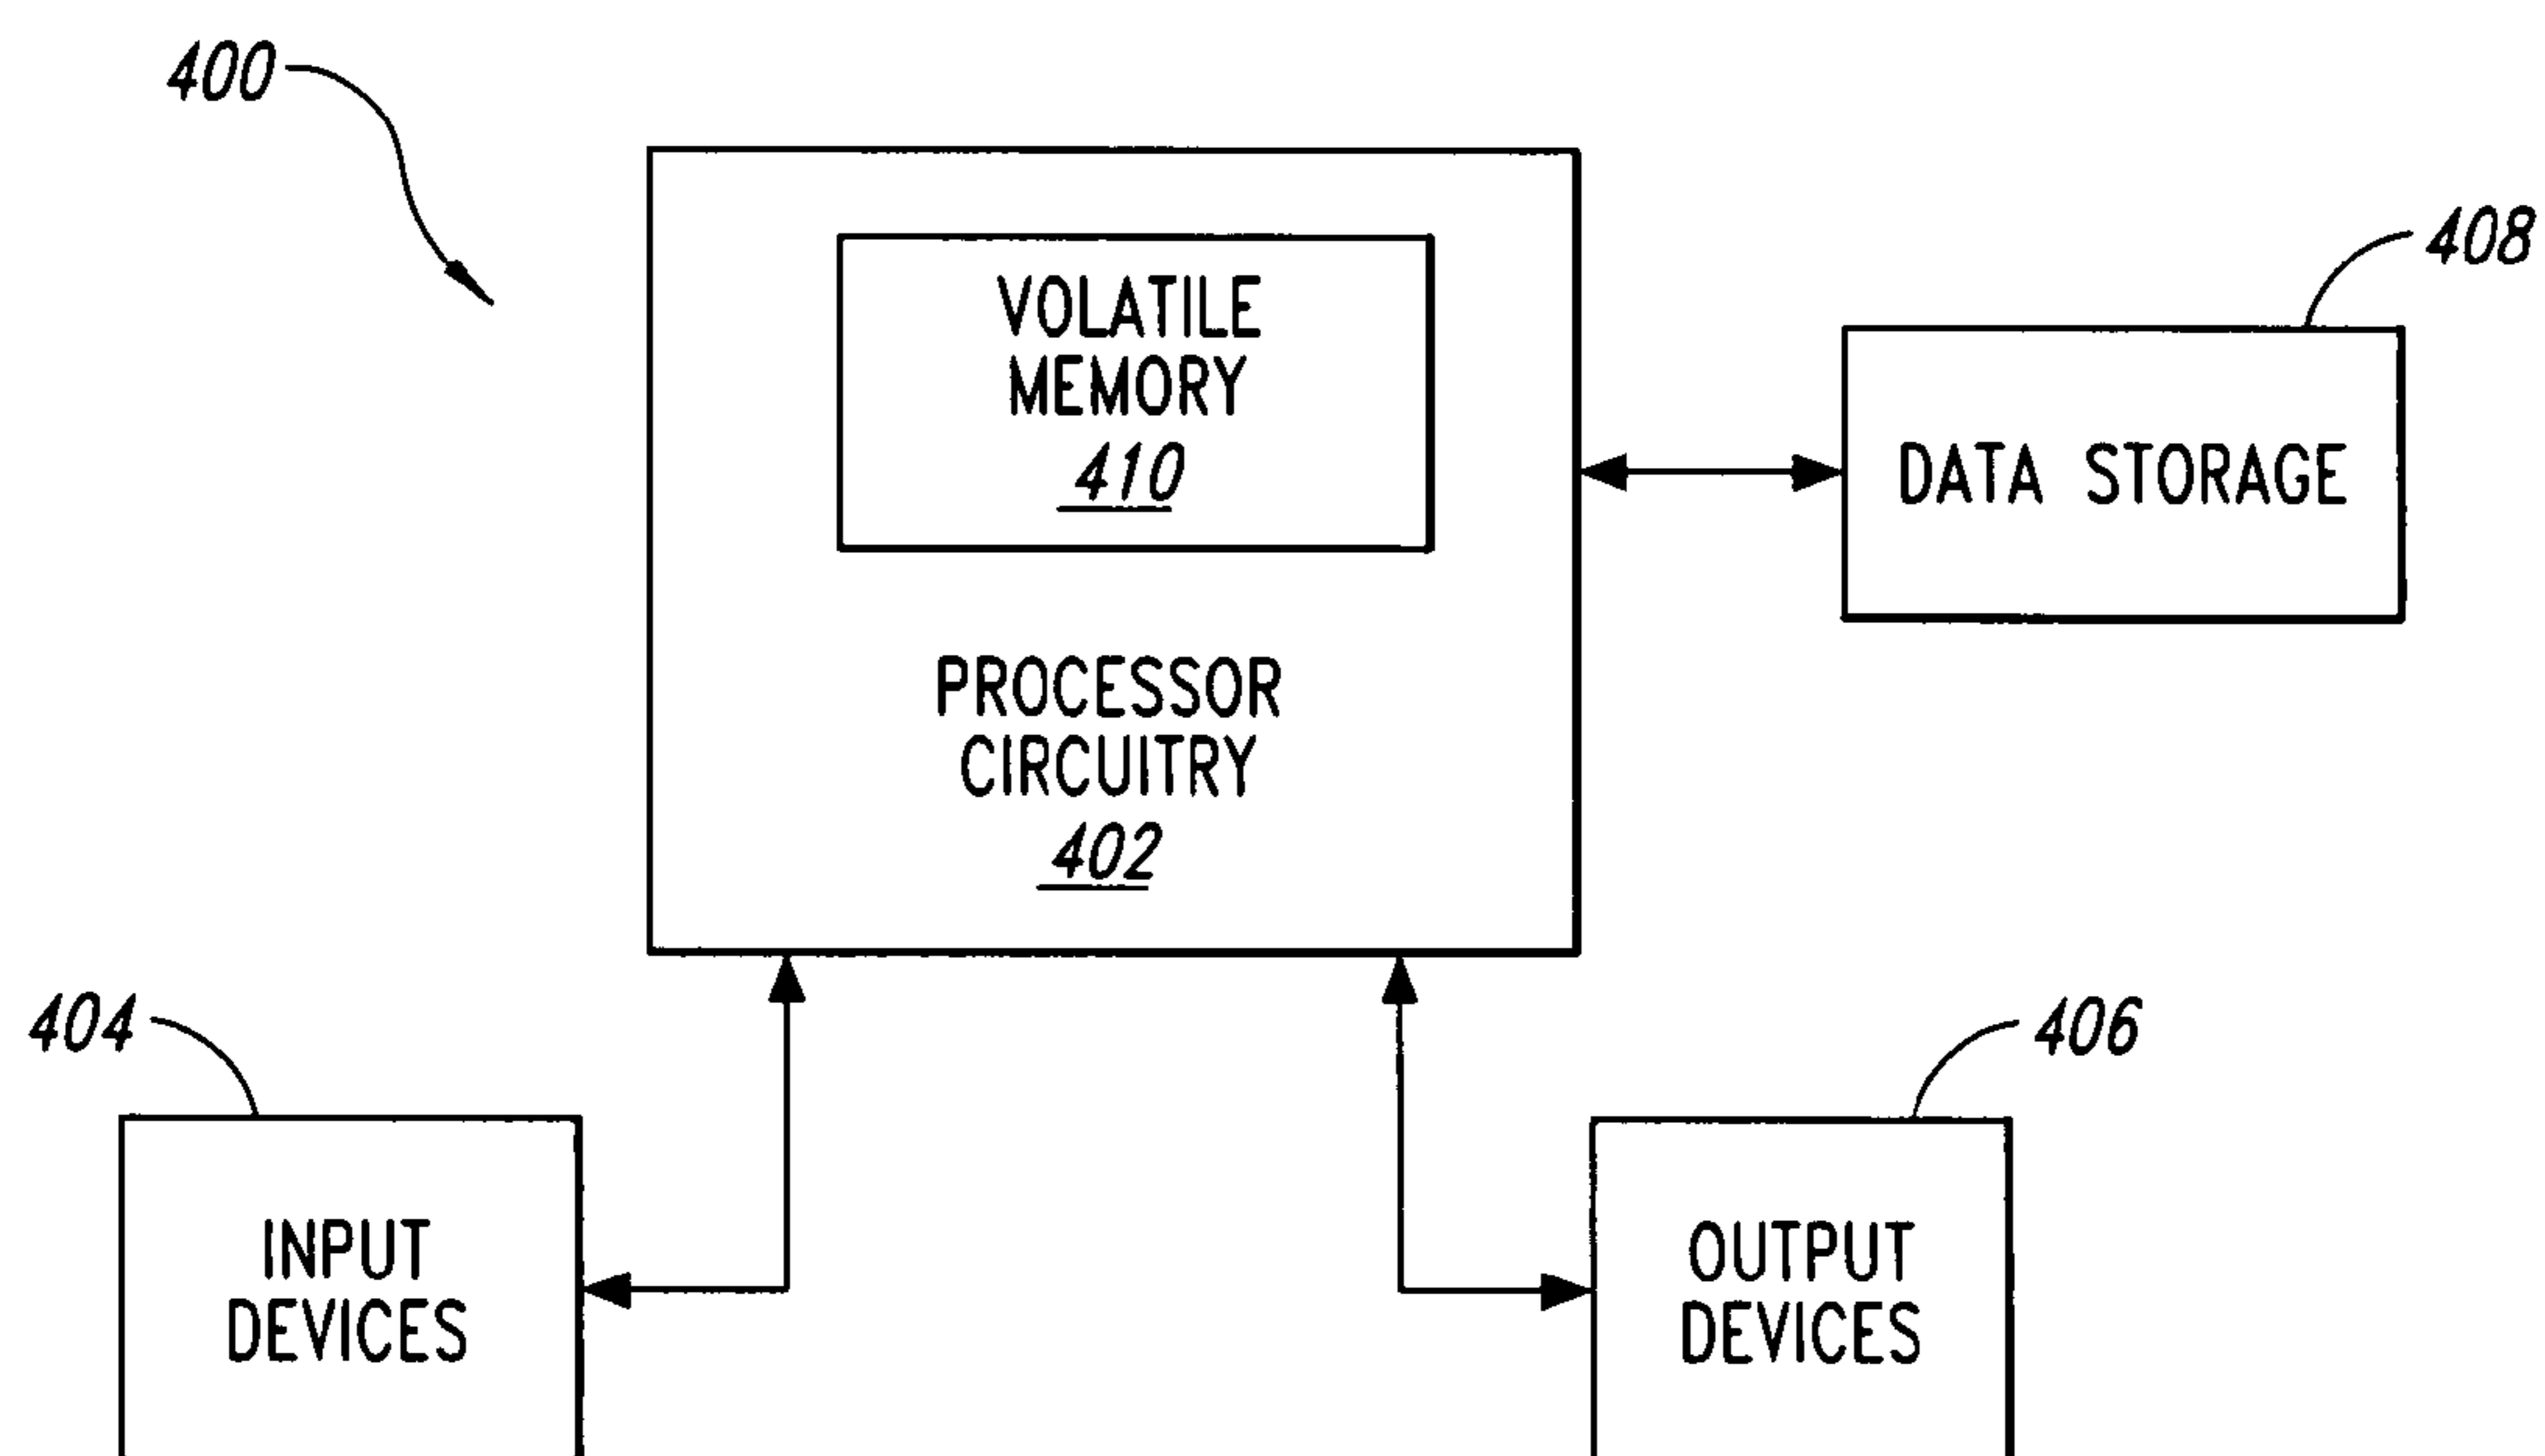 400
VOLATILE
MEMORY
410
408
DATA STORAGE
PROCESSOR
CIRCUITRY
402
404
406
INPUT
DEVICES
OUTPUT
DEVICES